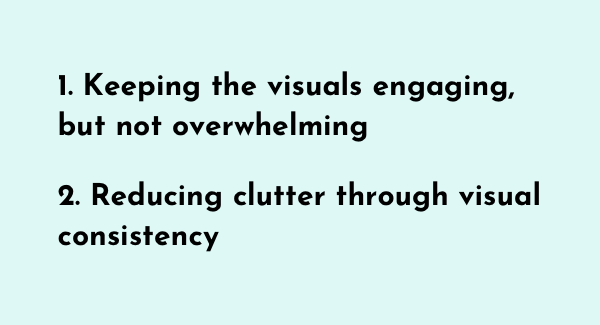 1. Keeping the visuals engaging,
but not overwhelming
2. Reducing clutter through visual
consistency